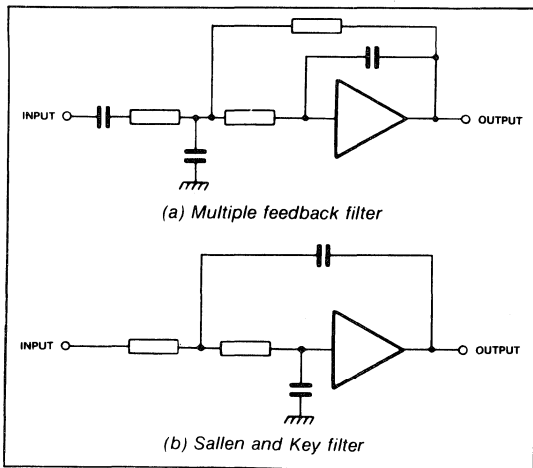 INPUT
OUTPUT
(a) Multiple feedback filter
INPUT
OUTPUT
(b) Sallen and Key filter